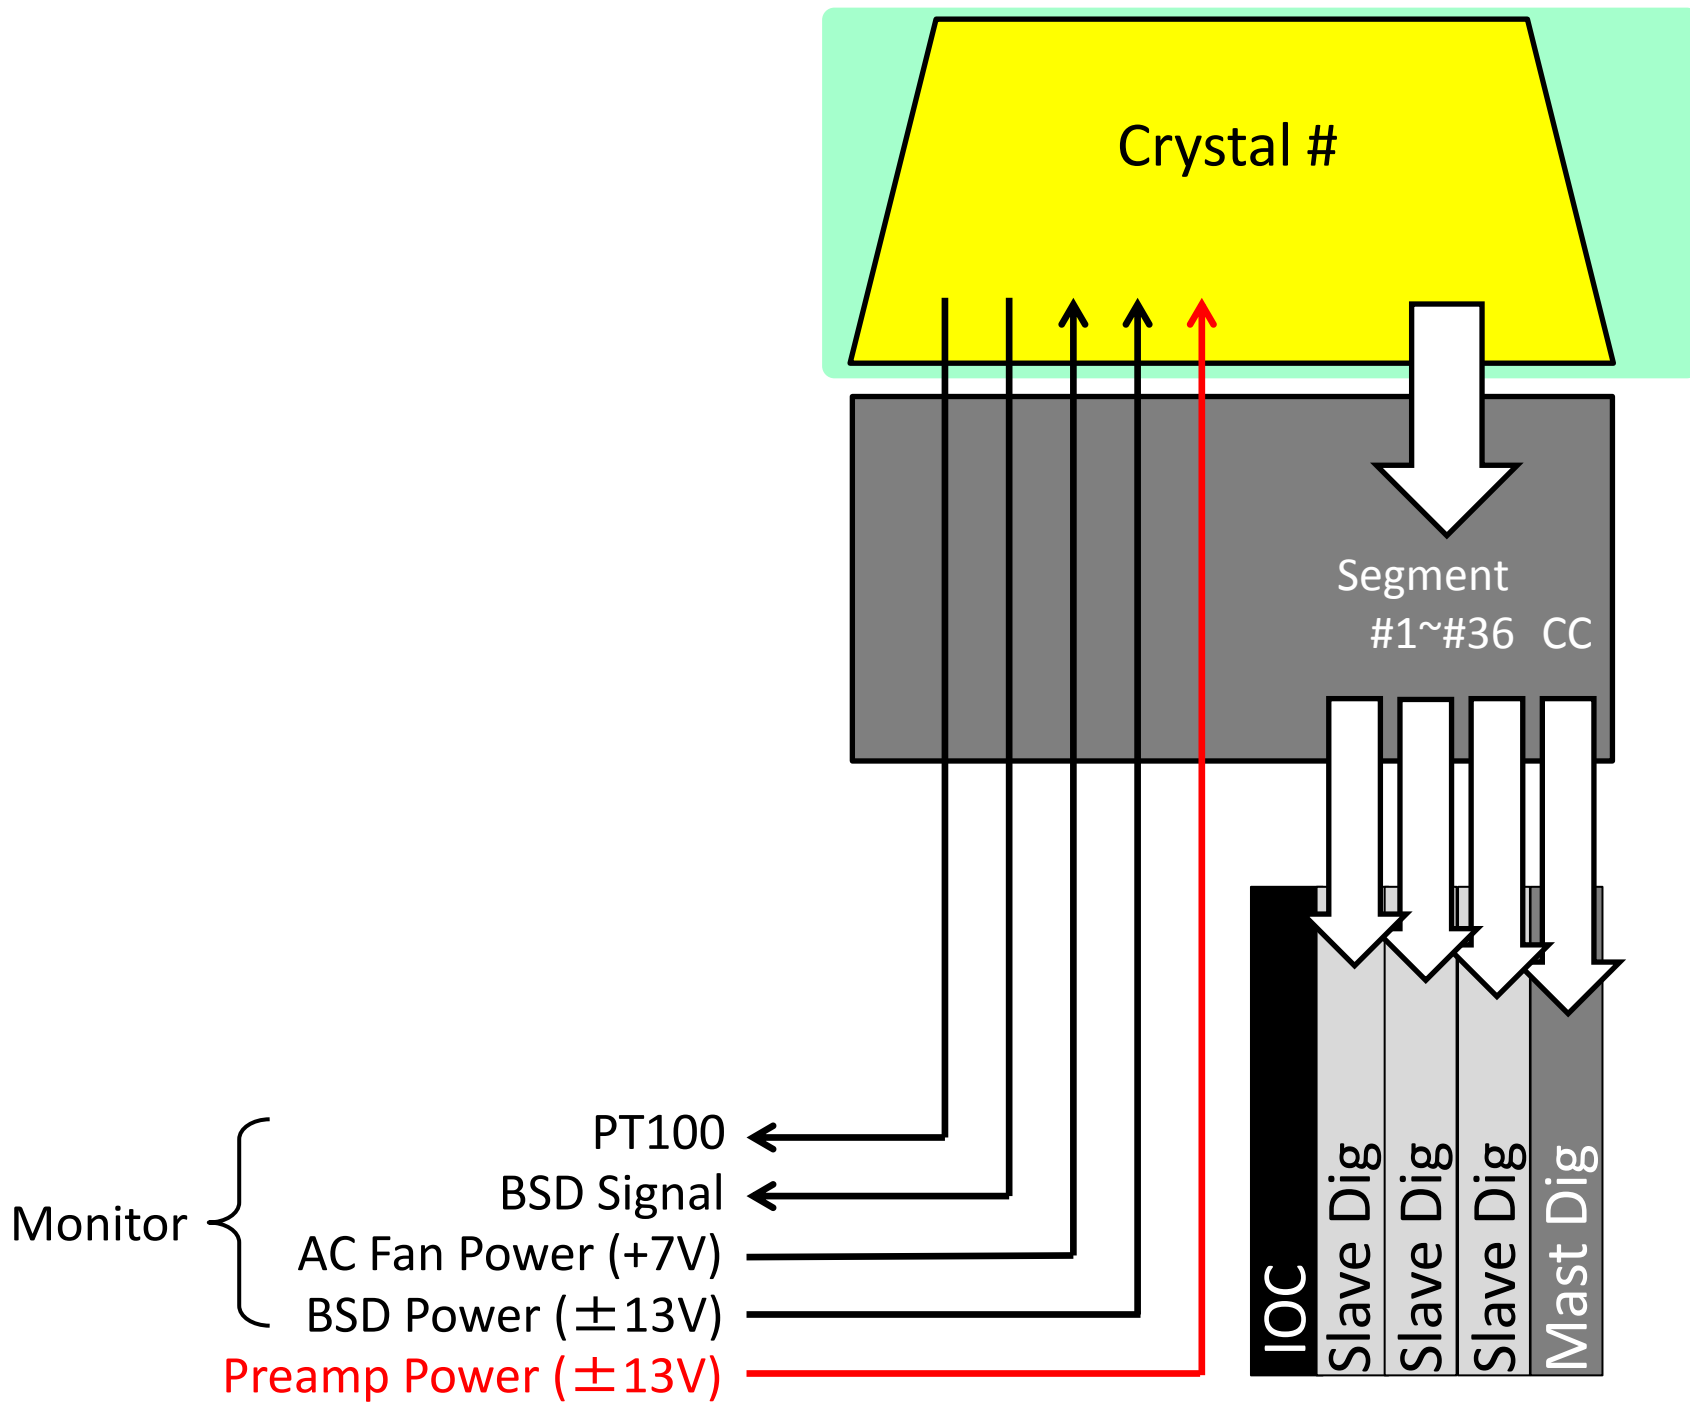 Crystal #
Segment
#1~#36 CC
PT100
BSD Signal
AC Fan Power (+7V)
BSD Power (±13V)
Preamp Power (±13V)
Monitor
IOC
Slave Dig
Slave Dig
Slave Dig
Mast Dig